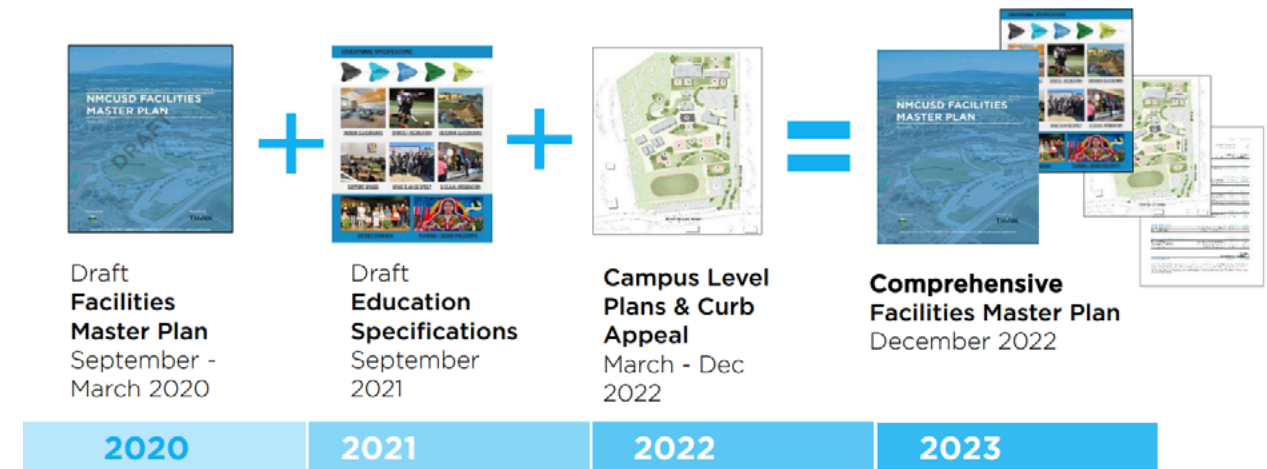 NMCUSD FACILITIES
MASTER PLAN
DRAFT
EDUCATIONAL SPECIFICATIONS
SUPPORT SPACES
NMCUSD FACILITIES
MASTER PLAN
Draft
Facilities
Master Plan
September -
March 2020
Draft
Education
Specifications
September
2021
Campus Level
Plans & Curb
Appeal
March - Dec
2022
Comprehensive
Facilities Master Plan
December 2022
2020
2021
2022
2023